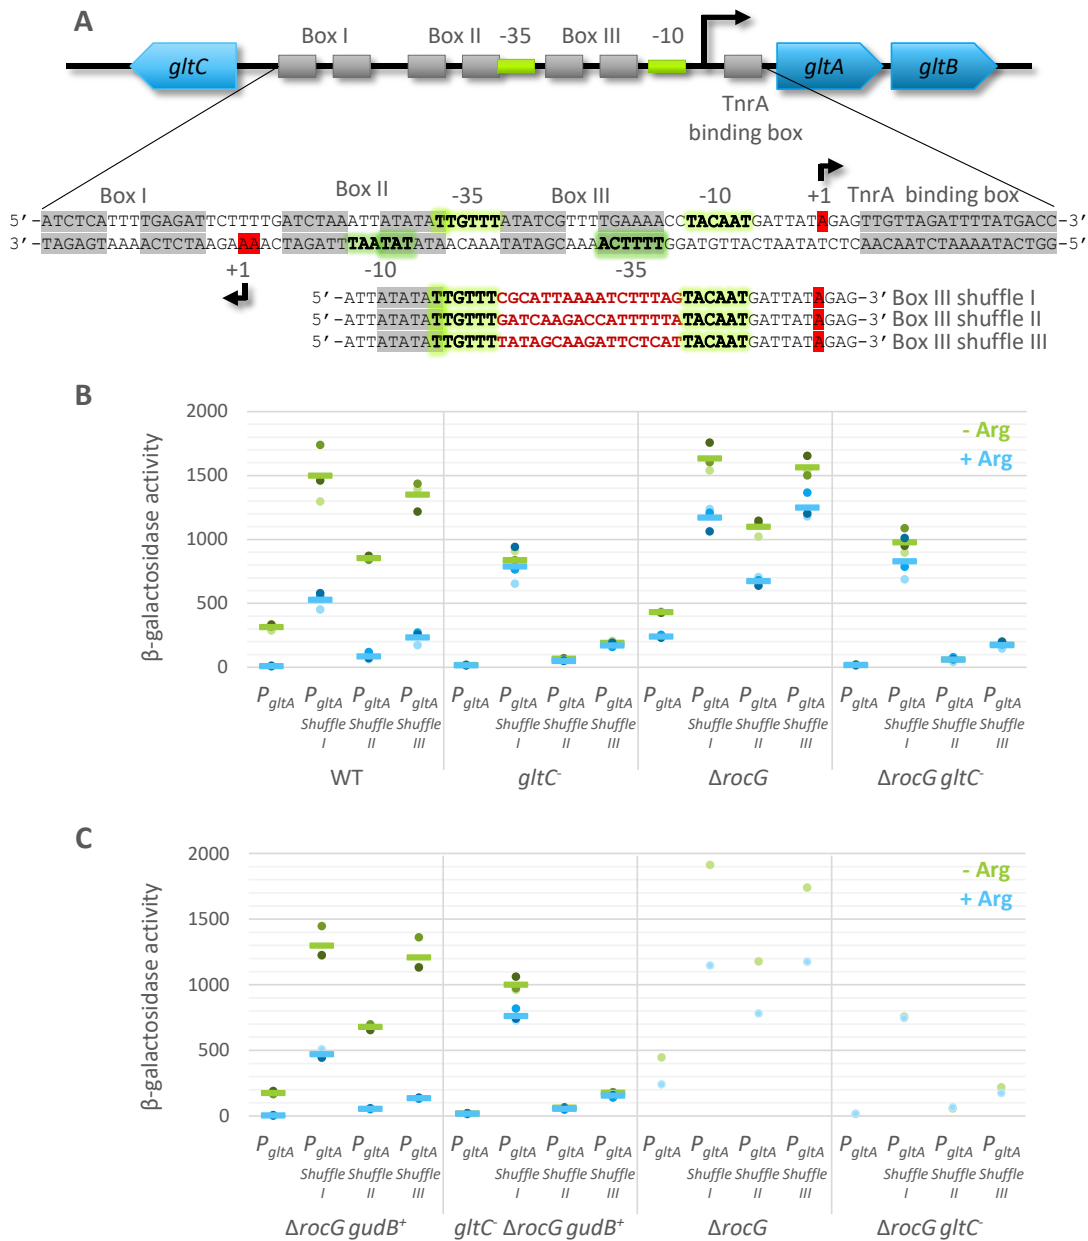 A
Box I
Box II
-35
Box III
-10
gltC
gltA
gltB
TnrA
binding box
Box I
Box II
-35
Box III
-10
+1
TnrA binding box
5’-ATCTCATTTTGAGATTCTTTTGATCTAAATTATATATTGTTTATATCGTTTTGAAAACCTACAATGATTATAGAGTTGTTAGATTTTATGACC-3’
3’-TAGAGTAAAACTCTAAGAAAACTAGATTTAATATATAACAAATATAGCAAAACTTTTGGATGTTACTAATATCTCAACAATCTAAAATACTGG-5’
+1
-10
-35
5’-ATTATATATTGTTTCGCATTAAAATCTTTAGTACAATGATTATAGAG-3’ Box III shuffle I
5’-ATTATATATTGTTTGATCAAGACCATTTTTATACAATGATTATAGAG-3’ Box III shuffle II
5’-ATTATATATTGTTTTATAGCAAGATTCTCATTACAATGATTATAGAG-3’ Box III shuffle III
B
β-galactosidase activity
2000
1500
1000
500
0
- Arg
+ Arg
PgltA PgltA PgltA PgltA PgltA PgltA PgltA PgltA PgltA PgltA PgltA PgltA PgltA PgltA PgltA PgltA
Shuffle Shuffle Shuffle Shuffle Shuffle Shuffle Shuffle Shuffle Shuffle Shuffle Shuffle Shuffle
I II III I II III I II III I II III
WT gltC- ΔrocG ΔrocG gltC-
C
β-galactosidase activity
2000
1500
1000
500
0
- Arg
+ Arg
PgltA PgltA PgltA PgltA PgltA PgltA PgltA PgltA PgltA PgltA PgltA PgltA PgltA PgltA PgltA PgltA
Shuffle Shuffle Shuffle Shuffle Shuffle Shuffle Shuffle Shuffle Shuffle Shuffle Shuffle Shuffle
I II III I II III I II III I II III
ΔrocG gudB+ gltC- ΔrocG gudB+ ΔrocG ΔrocG gltC-